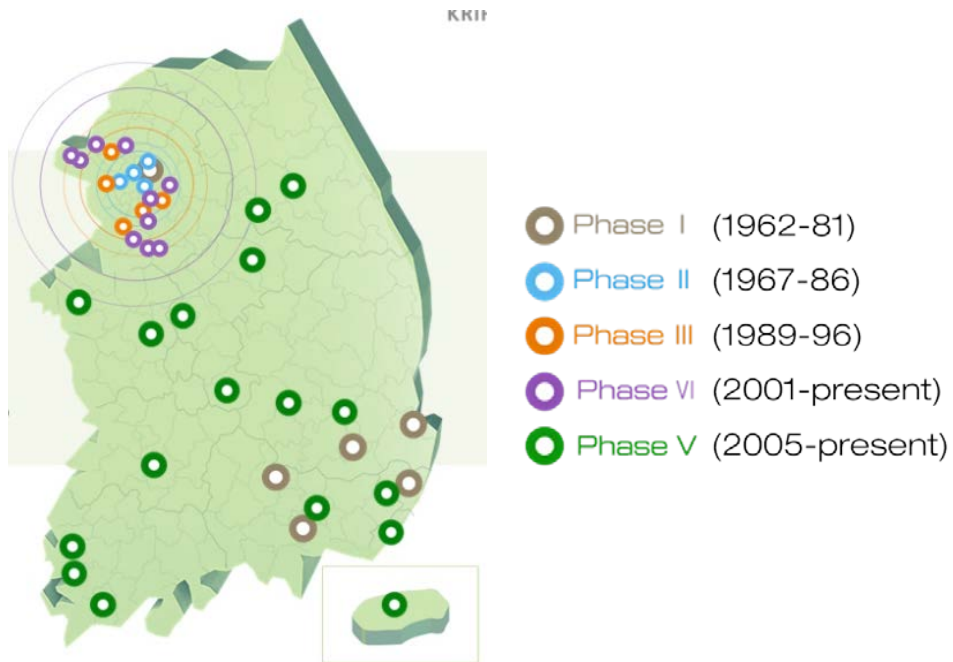 Phase I (1962-81)
Phase II (1967-86)
Phase III (1989-96)
Phase VI (2001-present)
Phase V (2005-present)